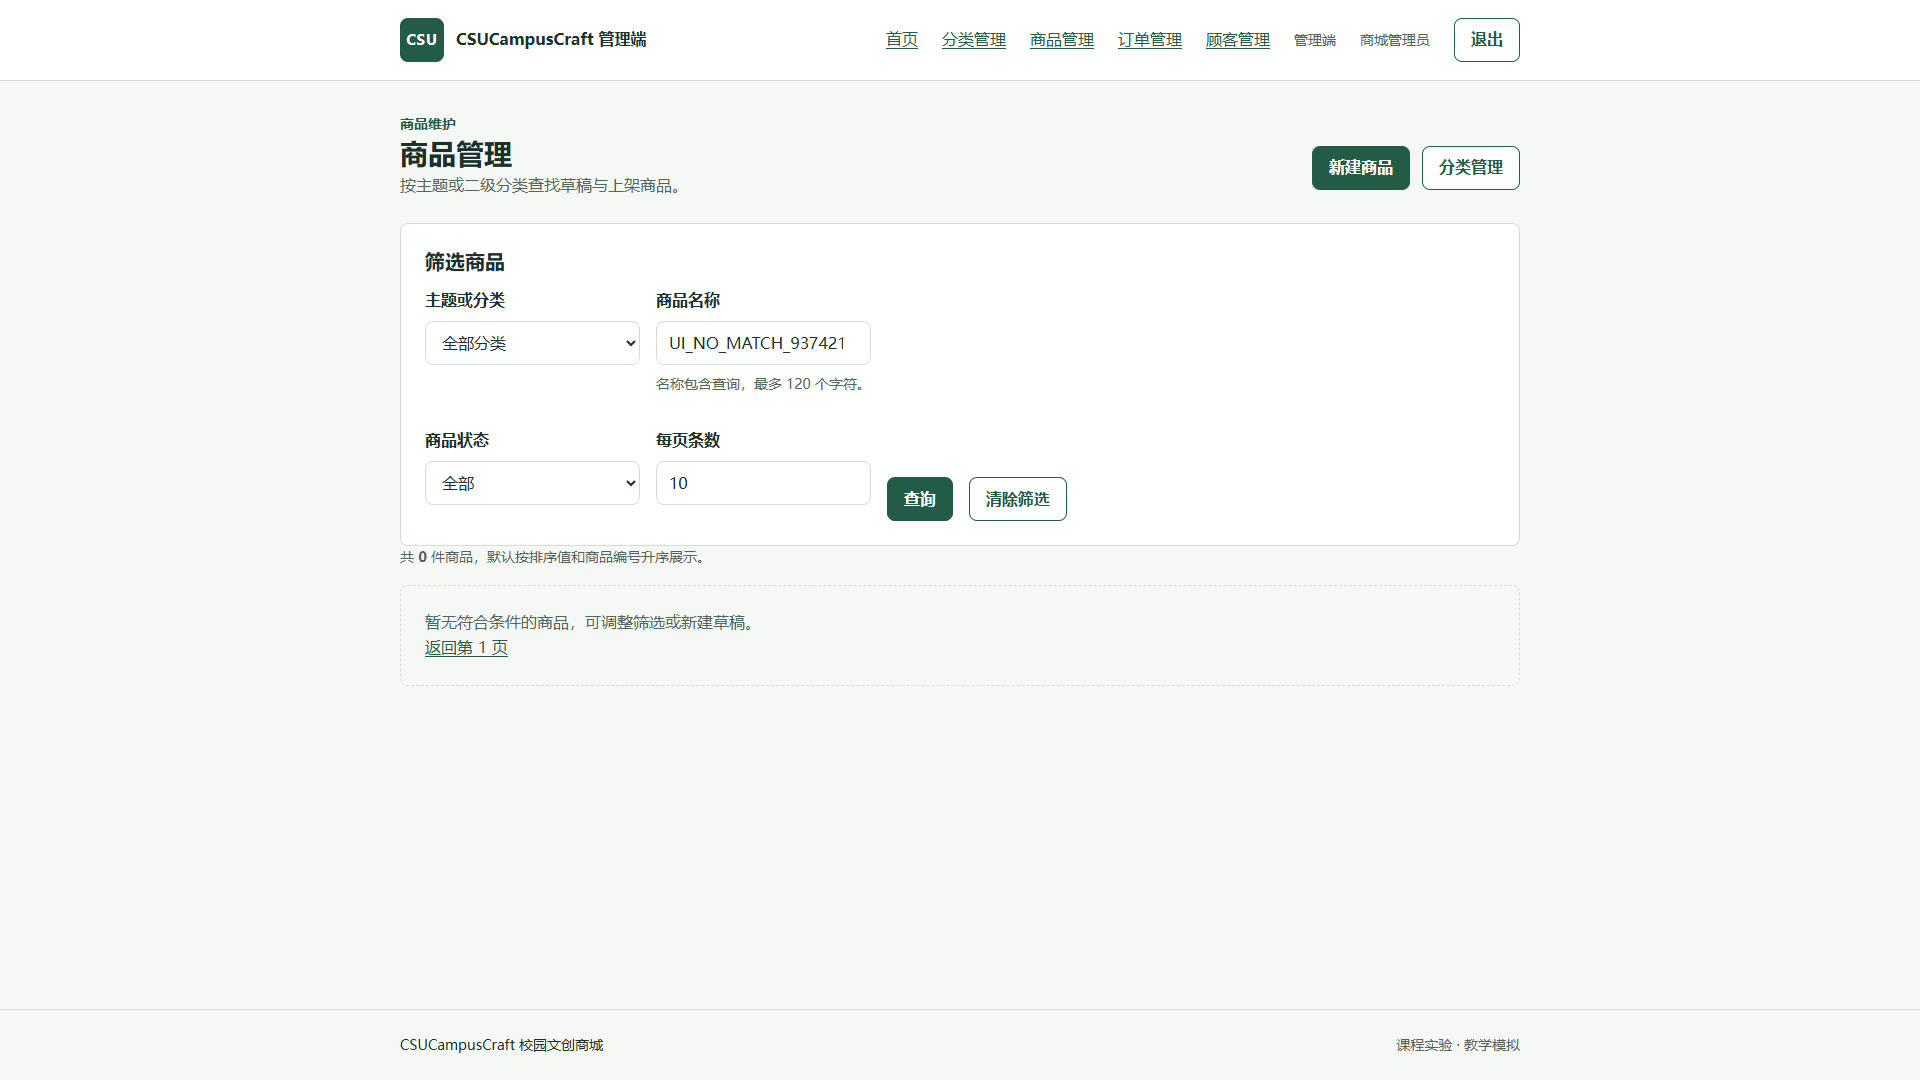 CSU CSUCampusCraft 管理端 首页 分类管理 商品管理 订单管理 顾客管理 管理端 商城管理员 退出
商品维护
商品管理
按主题或二级分类查找草稿与上架商品。
新建商品 分类管理
筛选商品
主题或分类 商品名称
全部分类 UI_NO_MATCH_937421
名称包含查询，最多 120 个字符。
商品状态 每页条数
全部 10 查询 清除筛选
共 0 件商品，默认按排序值和商品编号升序展示。
暂无符合条件的商品，可调整筛选或新建草稿。
返回第 1 页
CSUCampusCraft 校园文创商城 课程实验 · 教学模拟